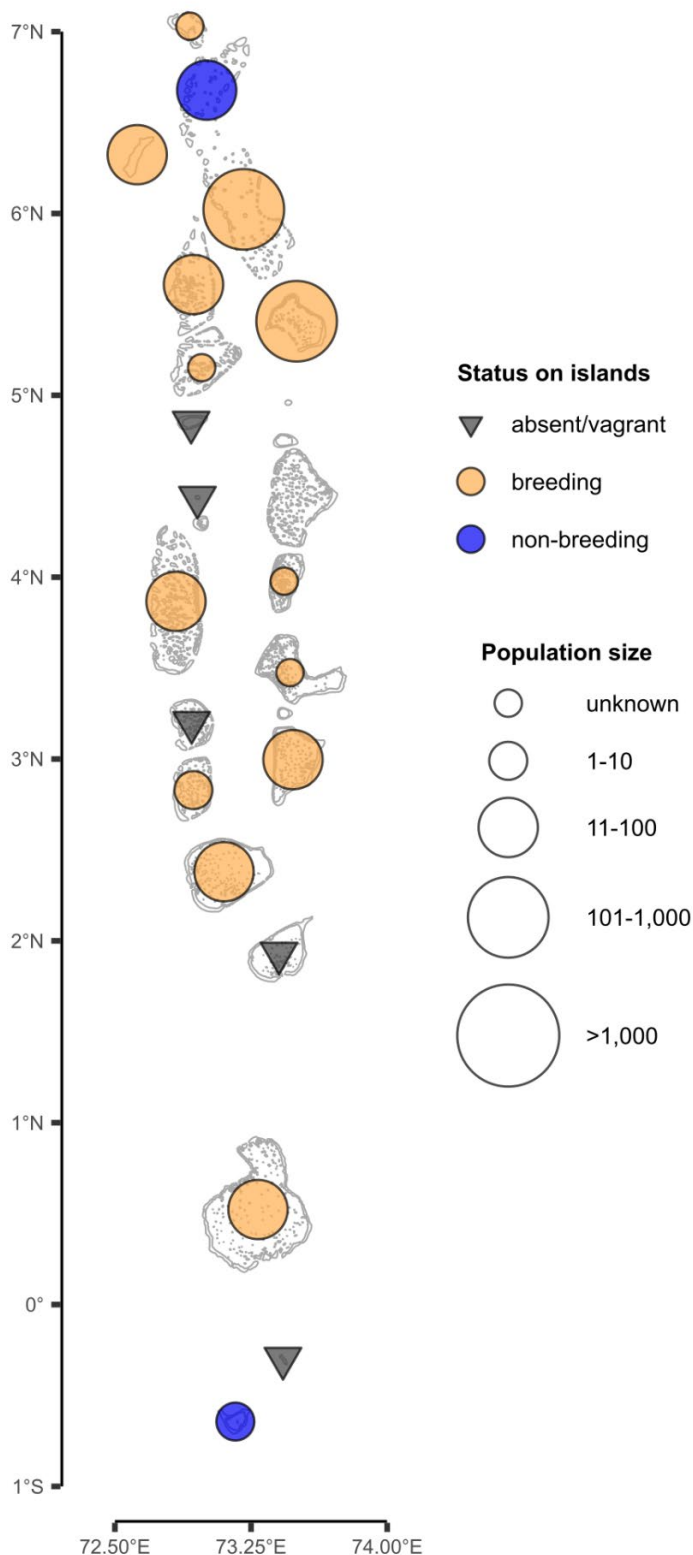 7°N
6°N
5°N
4°N
3°N
2°N
1°N
0°
1°S
72.50°E 73.25°E 74.00°E
Status on islands
absent/vagrant
breeding
non-breeding
Population size
unknown
1-10
11-100
101-1,000
>1,000